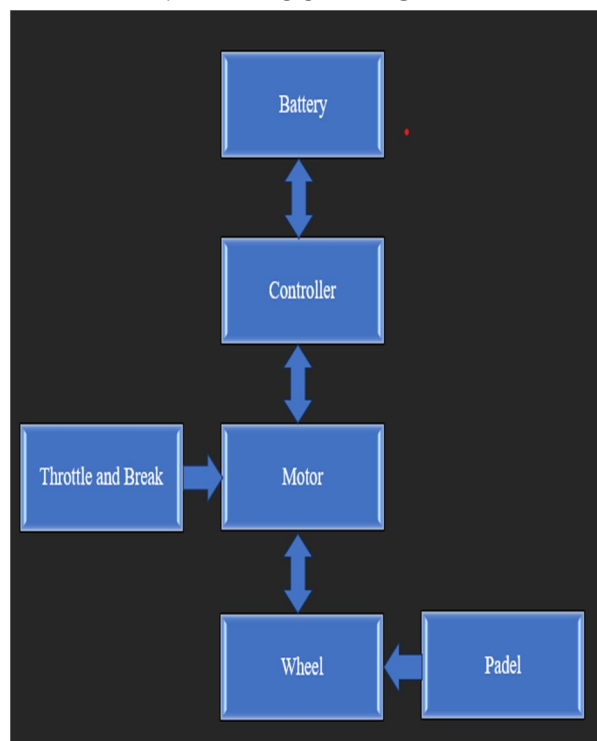 Battery
Controller
Throttle and Break
Motor
Wheel
Padel